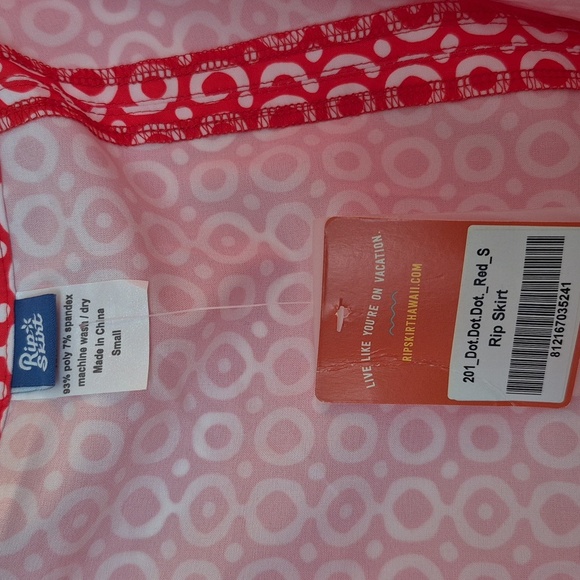 Rip
Skirt
93% poly 7% spandex
machine wash / dry
Made in China
Small
LIVE LIKE YOU'RE ON VACATION.
RIPSKIRTHAWAII.COM
201_Dot.Dot.Dot._Red_S
Rip Skirt
812167035241